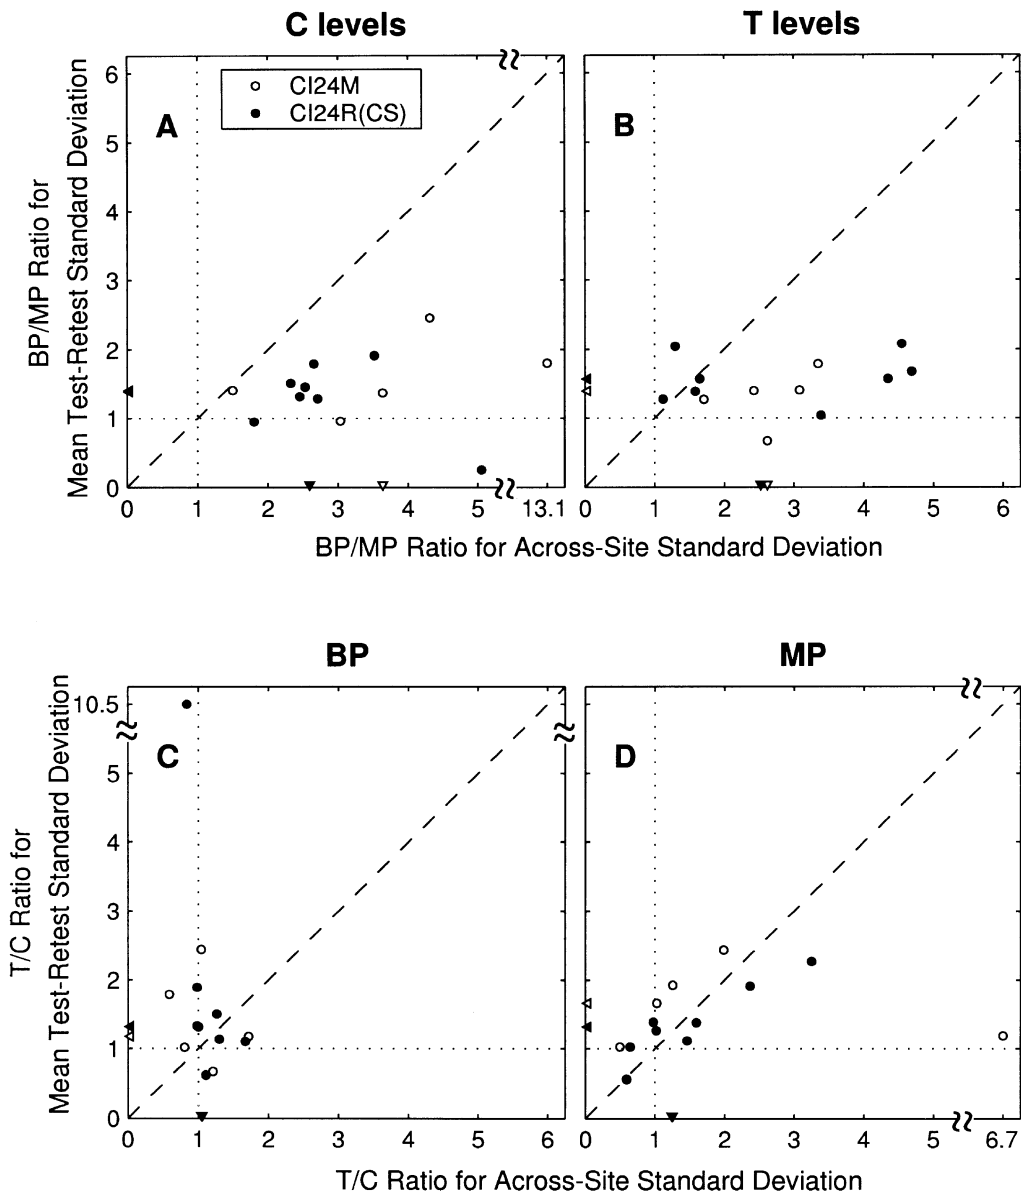 C levels
T levels
BP/MP Ratio for
Mean Test-Retest Standard Deviation
6
5
4
3
2
1
0
CI24M
CI24R(CS)
A
B
0 1 2 3 4 5 13.1
0 1 2 3 4 5 6
BP/MP Ratio for Across-Site Standard Deviation
BP
MP
T/C Ratio for
Mean Test-Retest Standard Deviation
10.5
5
4
3
2
1
0
C
D
0 1 2 3 4 5 6
0 1 2 3 4 5 6.7
T/C Ratio for Across-Site Standard Deviation